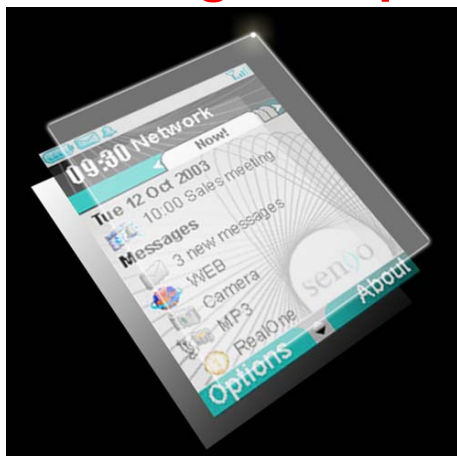 09:30 Network
Now!
Tue 12 Oct 2003
10:00 Sales meeting
Messages
3 new messages
WEB
Camera
MP3
RealOne
sendo
Options
About